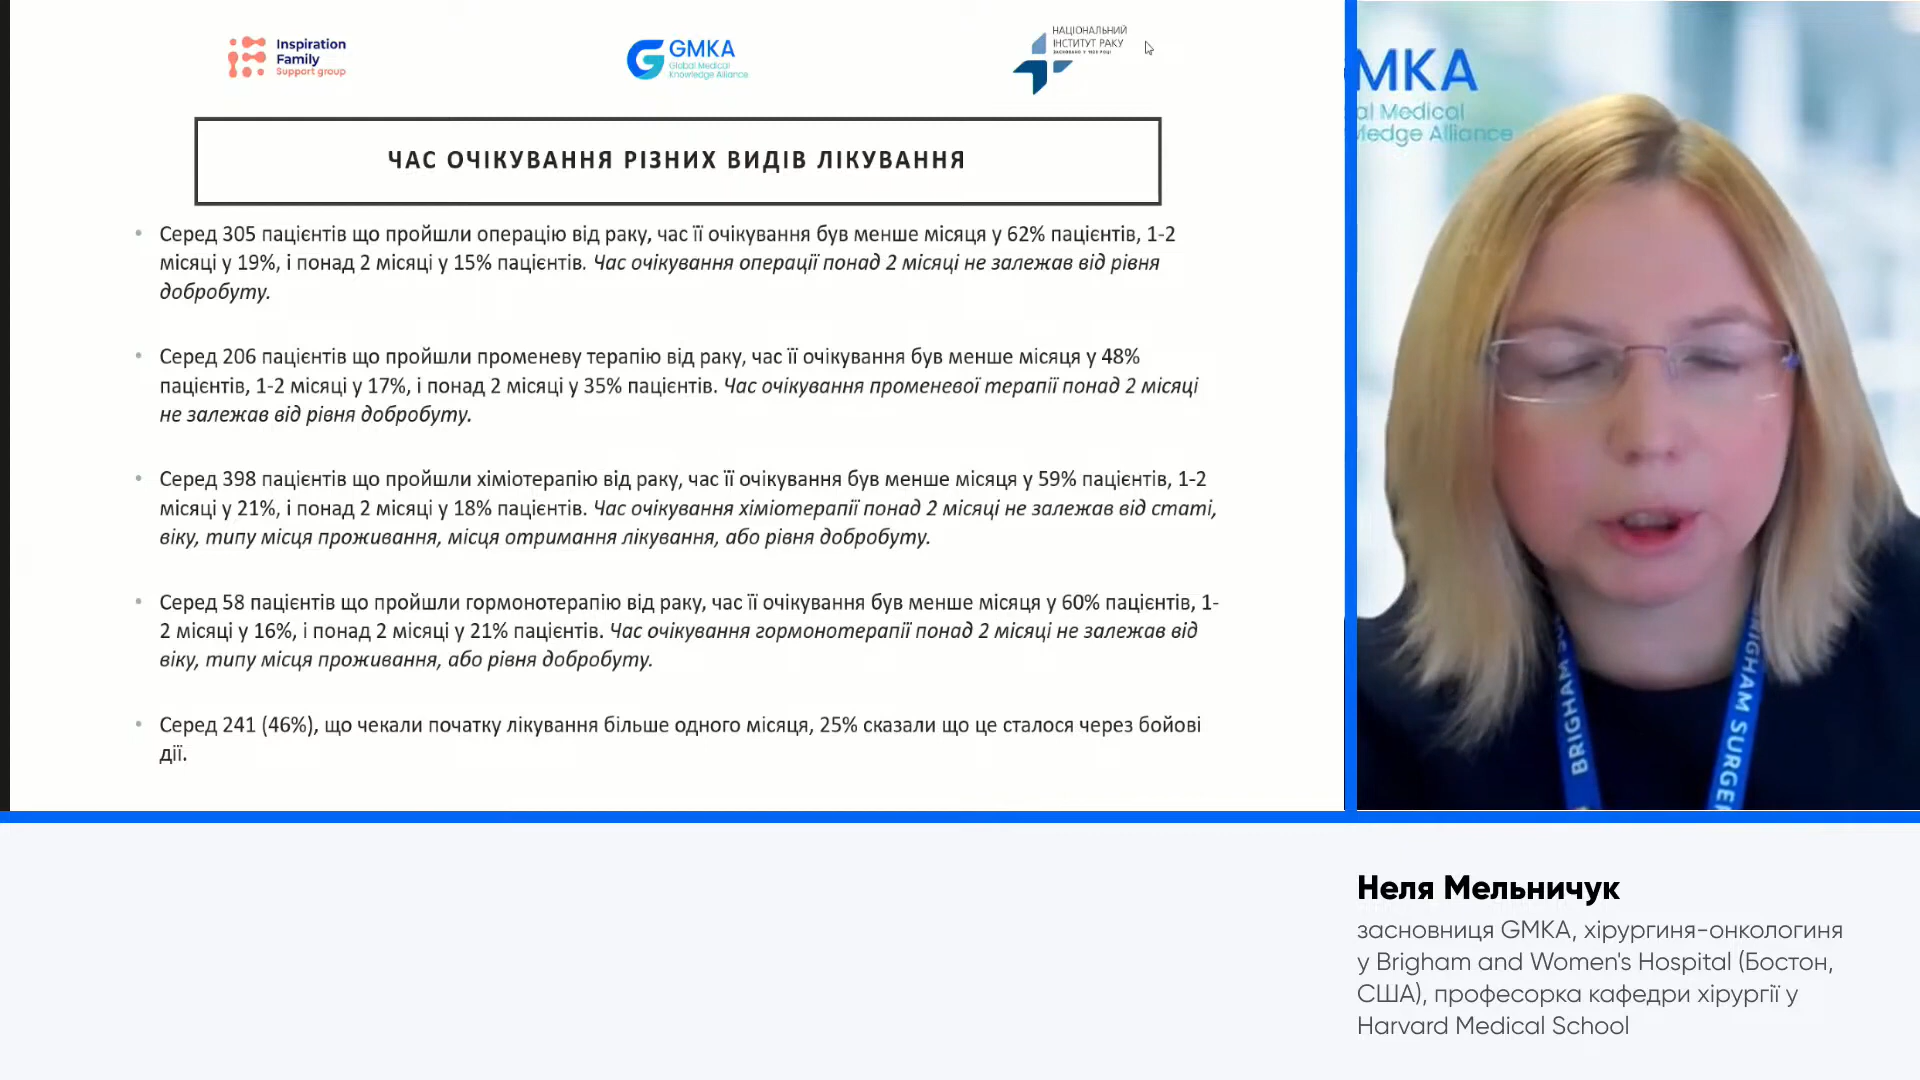 Inspiration
Family
Support group
GMKA
Global Medical
Knowledge Alliance
НАЦІОНАЛЬНИЙ
ІНСТИТУТ РАКУ
ЧАС ОЧІКУВАННЯ РІЗНИХ ВИДІВ ЛІКУВАННЯ
• Серед 305 пацієнтів що пройшли операцію від раку, час її очікування був менше місяця у 62% пацієнтів, 1-2
місяці у 19%, і понад 2 місяці у 15% пацієнтів. Час очікування операції понад 2 місяці не залежав від рівня
добробуту.
• Серед 206 пацієнтів що пройшли променеву терапію від раку, час її очікування був менше місяця у 48%
пацієнтів, 1-2 місяці у 17%, і понад 2 місяці у 35% пацієнтів. Час очікування променевої терапії понад 2 місяці
не залежав від рівня добробуту.
• Серед 398 пацієнтів що пройшли хіміотерапію від раку, час її очікування був менше місяця у 59% пацієнтів, 1-2
місяці у 21%, і понад 2 місяці у 18% пацієнтів. Час очікування хіміотерапії понад 2 місяці не залежав від статі,
віку, типу місця проживання, місця отримання лікування, або рівня добробуту.
• Серед 58 пацієнтів що пройшли гормонотерапію від раку, час її очікування був менше місяця у 60% пацієнтів, 1-
2 місяці у 16%, і понад 2 місяці у 21% пацієнтів. Час очікування гормонотерапії понад 2 місяці не залежав від
віку, типу місця проживання, або рівня добробуту.
• Серед 241 (46%), що чекали початку лікування більше одного місяця, 25% сказали що це сталося через бойові
дії.
MKA
al Medical
ledge Alliance
BRIGHAM SU
BRIGHAM SURGE
Неля Мельничук
засновниця GMKA, хірургиня-онкологиня
у Brigham and Women's Hospital (Бостон,
США), професорка кафедри хірургії у
Harvard Medical School